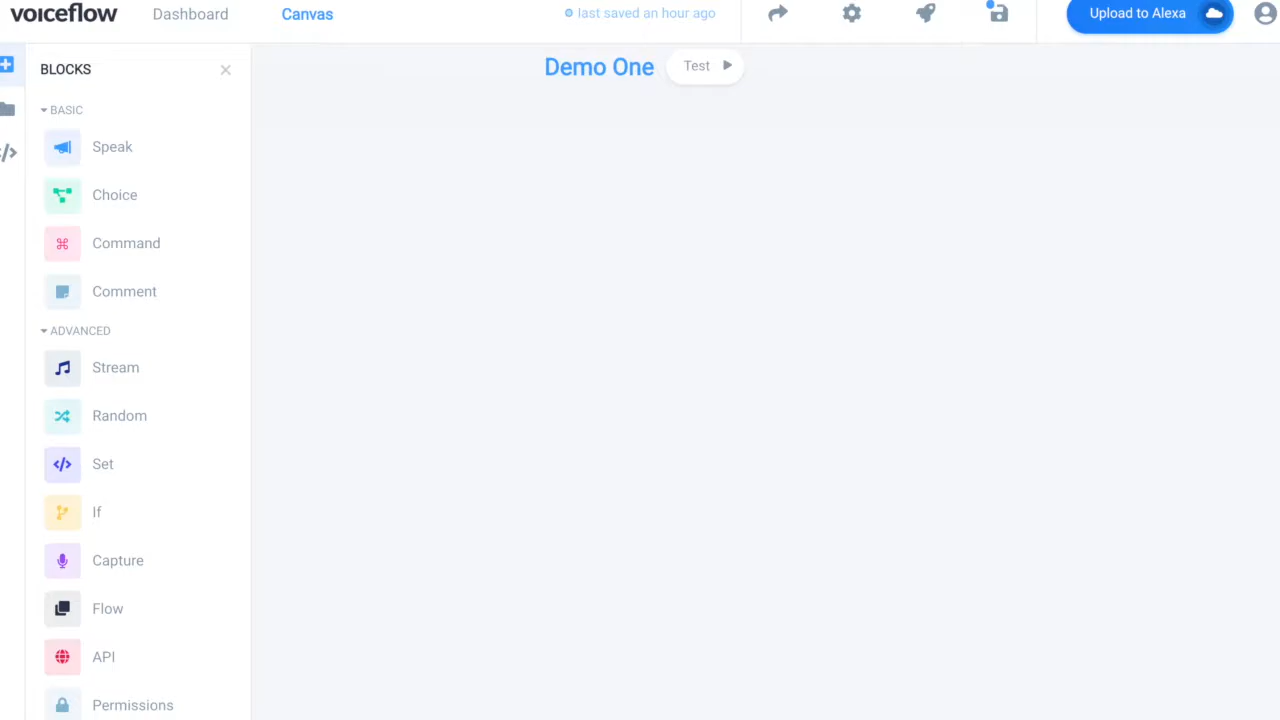 voiceflow Dashboard Canvas last saved an hour ago Upload to Alexa
BLOCKS
Demo One Test
BASIC
Speak
Choice
Command
Comment
ADVANCED
Stream
Random
Set
If
Capture
Flow
API
Permissions